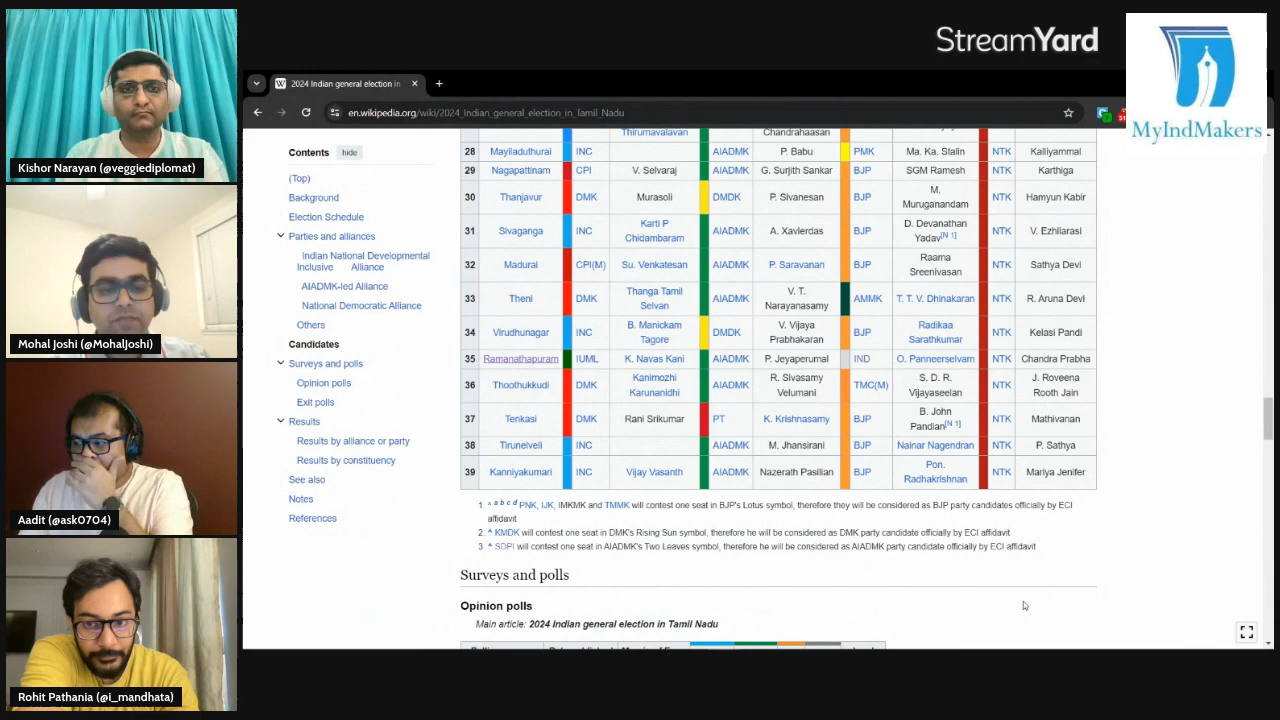 StreamYard
MyIndMakers
2024 Indian general election in
en.wikipedia.org/wiki/2024_Indian_general_election_in_Tamil_Nadu
Kishor Narayan (@veggiediplomat)
Mohal Joshi (@MohalJoshi)
Aadit (@ask0704)
Rohit Pathania (@i_mandhata)
Contents hide
(Top)
Background
Election Schedule
Parties and alliances
Indian National Developmental
Inclusive Alliance
AIADMK-led Alliance
National Democratic Alliance
Others
Candidates
Surveys and polls
Opinion polls
Exit polls
Results
Results by alliance or party
Results by constituency
See also
Notes
References
Thirumavalavan Chandrahaasan
28 Mayiladuthurai INC AIADMK P. Babu PMK Ma. Ka. Stalin NTK Kaliyammal
29 Nagapattinam CPI V. Selvaraj AIADMK G. Surjith Sankar BJP SGM Ramesh NTK Karthiga
30 Thanjavur DMK Murasoli DMDK P. Sivanesan BJP M. Muruganandam NTK Hamyun Kabir
31 Sivaganga INC Karti P Chidambaram AIADMK A. Xavierdas BJP D. Devanathan Yadav[N 1] NTK V. Ezhilarasi
32 Madurai CPI(M) Su. Venkatesan AIADMK P. Saravanan BJP Raama Sreenivasan NTK Sathya Devi
33 Theni DMK Thanga Tamil Selvan AIADMK V. T. Narayanasamy AMMK T. T. V. Dhinakaran NTK R. Aruna Devi
34 Virudhunagar INC B. Manickam Tagore DMDK V. Vijaya Prabhakaran BJP Radikaa Sarathkumar NTK Kelasi Pandi
35 Ramanathapuram IUML K. Navas Kani AIADMK P. Jeyaperumal IND O. Panneerselvam NTK Chandra Prabha
36 Thoothukkudi DMK Kanimozhi Karunanidhi AIADMK R. Sivasamy Velumani TMC(M) S. D. R. Vijayaseelan NTK J. Roveena Rooth Jain
37 Tenkasi DMK Rani Srikumar PT K. Krishnasamy BJP B. John Pandian[N 1] NTK Mathivanan
38 Tirunelveli INC AIADMK M. Jhansirani BJP Nainar Nagendran NTK P. Sathya
39 Kanniyakumari INC Vijay Vasanth AIADMK Nazerath Pasilian BJP Pon. Radhakrishnan NTK Mariya Jenifer
1. ^ a b c d PNK, IJK, IMKMK and TMMK will contest one seat in BJP's Lotus symbol, therefore they will be considered as BJP party candidates officially by ECI
affidavit
2. ^ KMDK will contest one seat in DMK's Rising Sun symbol, therefore he will be considered as DMK party candidate officially by ECI affidavit
3. ^ SDPI will contest one seat in AIADMK's Two Leaves symbol, therefore he will be considered as AIADMK party candidate officially by ECI affidavit
Surveys and polls
Opinion polls
Main article: 2024 Indian general election in Tamil Nadu